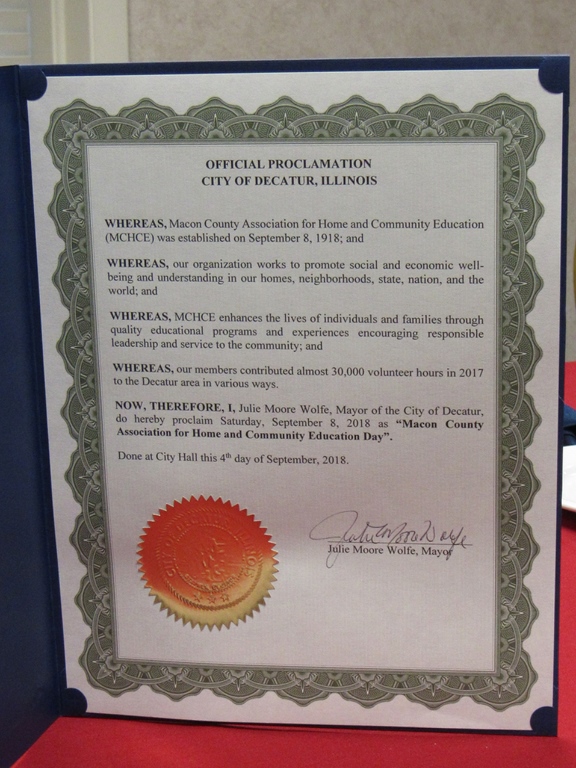 OFFICIAL PROCLAMATION
CITY OF DECATUR, ILLINOIS
WHEREAS, Macon County Association for Home and Community Education
(MCHCE) was established on September 8, 1918; and
WHEREAS, our organization works to promote social and economic well-
being and understanding in our homes, neighborhoods, state, nation, and the
world; and
WHEREAS, MCHCE enhances the lives of individuals and families through
quality educational programs and experiences encouraging responsible
leadership and service to the community; and
WHEREAS, our members contributed almost 30,000 volunteer hours in 2017
to the Decatur area in various ways.
NOW, THEREFORE, I, Julie Moore Wolfe, Mayor of the City of Decatur,
do hereby proclaim Saturday, September 8, 2018 as “Macon County
Association for Home and Community Education Day”.
Done at City Hall this 4th day of September, 2018.
Julie Moore Wolfe
Julie Moore Wolfe, Mayor
CITY OF DECATUR